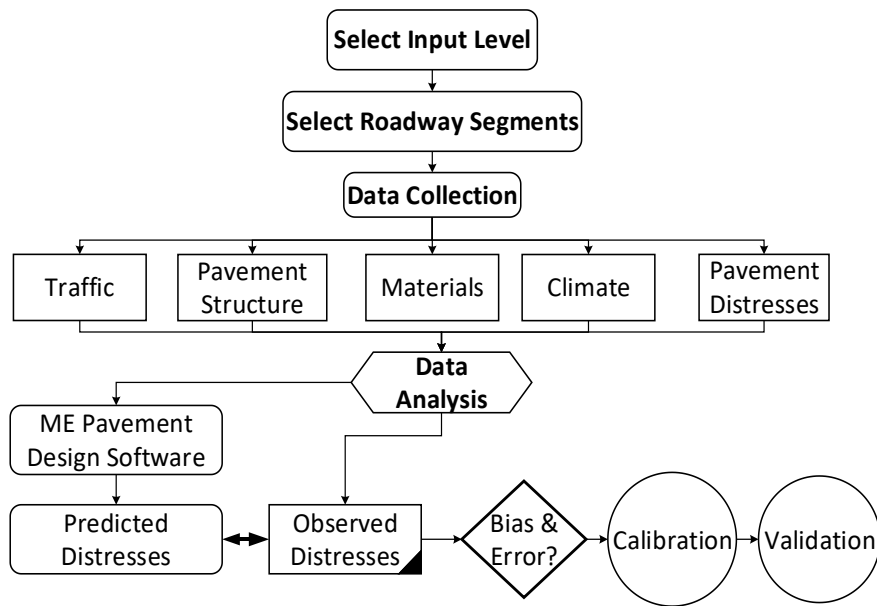 Select Input Level
Select Roadway Segments
Data Collection
Traffic
Pavement
Structure
Materials
Climate
Pavement
Distresses
Data
Analysis
ME Pavement
Design Software
Predicted
Distresses
Observed
Distresses
Bias &
Error?
Calibration
Validation